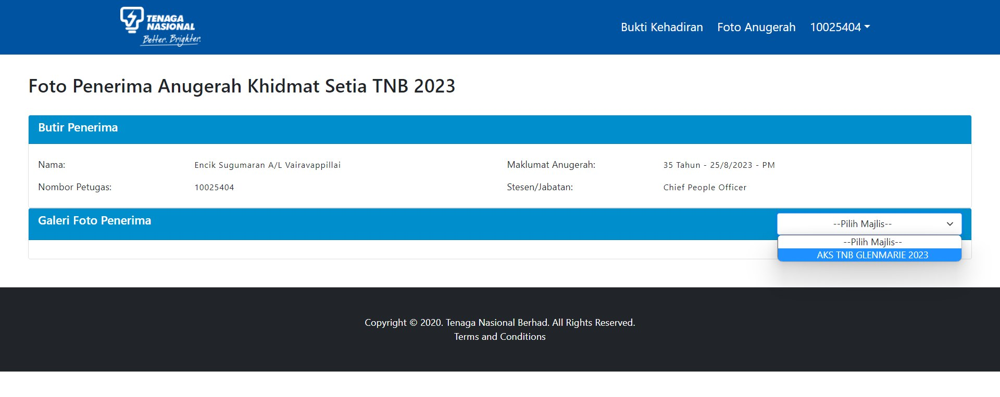 TENAGA
NASIONAL
Better. Brighter.
Bukti Kehadiran
Foto Anugerah
10025404
Foto Penerima Anugerah Khidmat Setia TNB 2023
Butir Penerima
Nama:
Encik Sugumaran A/L Vairavappillai
Maklumat Anugerah:
35 Tahun - 25/8/2023 - PM
Nombor Petugas:
10025404
Stesen/Jabatan:
Chief People Officer
Galeri Foto Penerima
--Pilih Majlis--
--Pilih Majlis--
AKS TNB GLENMARIE 2023
Copyright © 2020. Tenaga Nasional Berhad. All Rights Reserved.
Terms and Conditions